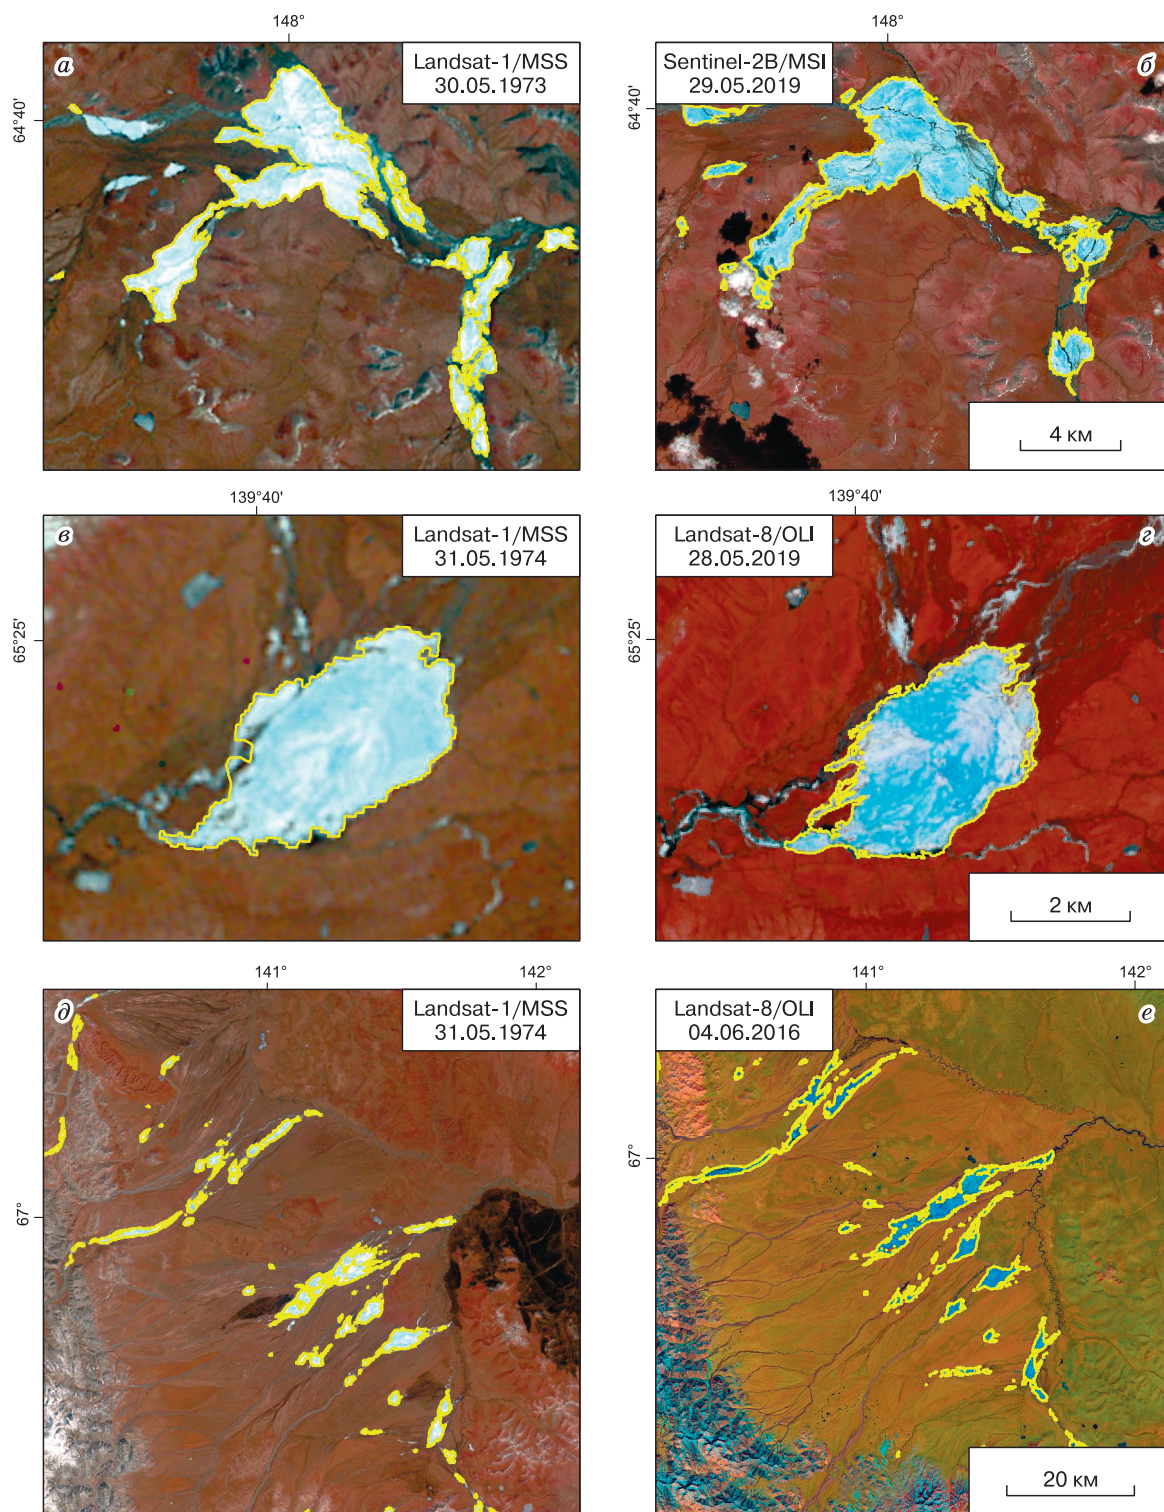 148°
148°
а
Landsat-1/MSS
30.05.1973
Sentinel-2B/MSI
29.05.2019
б
64°40'
64°40'
4 км
139°40'
139°40'
в
Landsat-1/MSS
31.05.1974
Landsat-8/OLI
28.05.2019
г
65°25'
65°25'
2 км
141°
142°
141°
142°
д
Landsat-1/MSS
31.05.1974
Landsat-8/OLI
04.06.2016
е
67°
67°
20 км